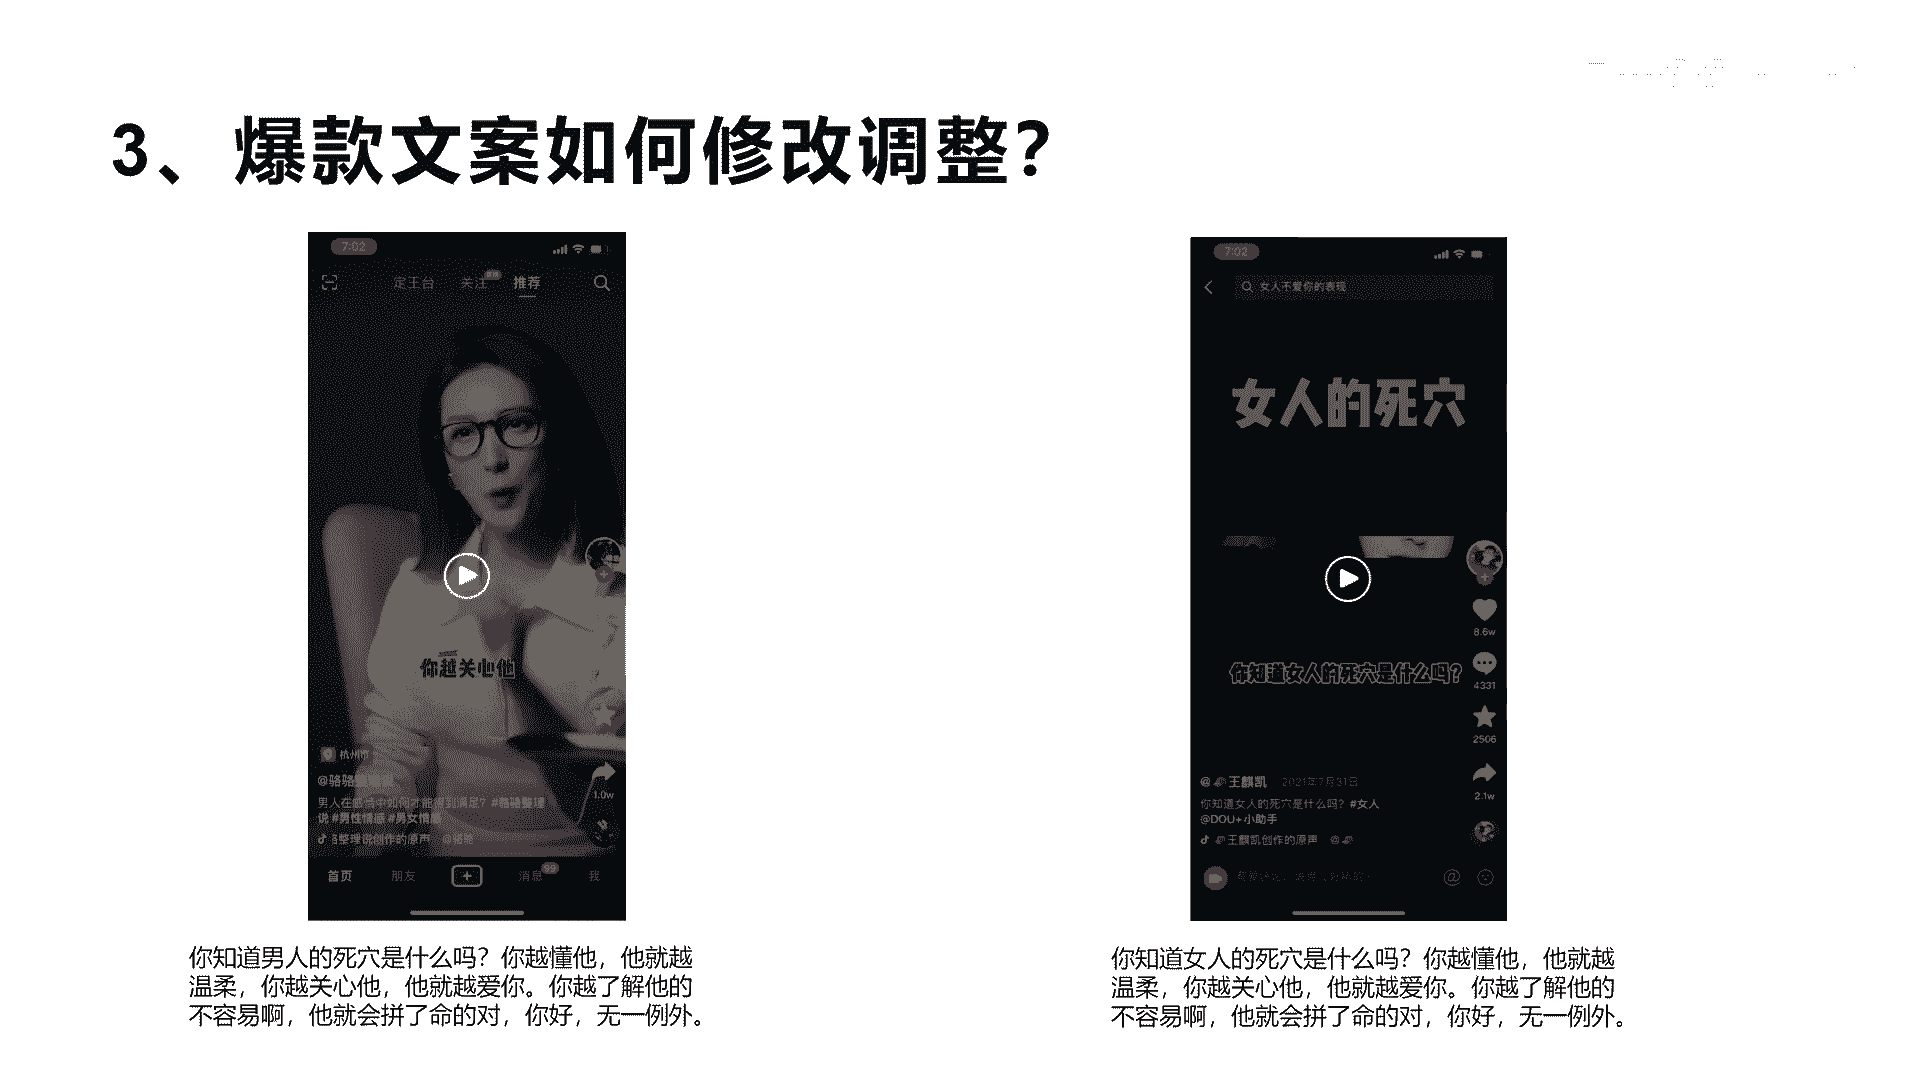 3、爆款文案如何修改调整？
7:02
定王台 关注 推荐
你越关心他
杭州市
@骆骆
男人在感情中如何才能得到满足？#骆骆整理
说 #男性情感 #男女情感
整理说创作的原声 @骆骆
1.0w
首页 朋友 消息 99 我
你知道男人的死穴是什么吗？你越懂他，他就越
温柔，你越关心他，他就越爱你。你越了解他的
不容易啊，他就会拼了命的对，你好，无一例外。
7:02
女人不爱你的表现
女人的死穴
8.6w
你知道女人的死穴是什么吗？
4331
2506
@王麒凯 2021年7月31日
2.1w
你知道女人的死穴是什么吗？#女人
@DOU+小助手
王麒凯创作的原声
你知道女人的死穴是什么吗？你越懂他，他就越
温柔，你越关心他，他就越爱你。你越了解他的
不容易啊，他就会拼了命的对，你好，无一例外。